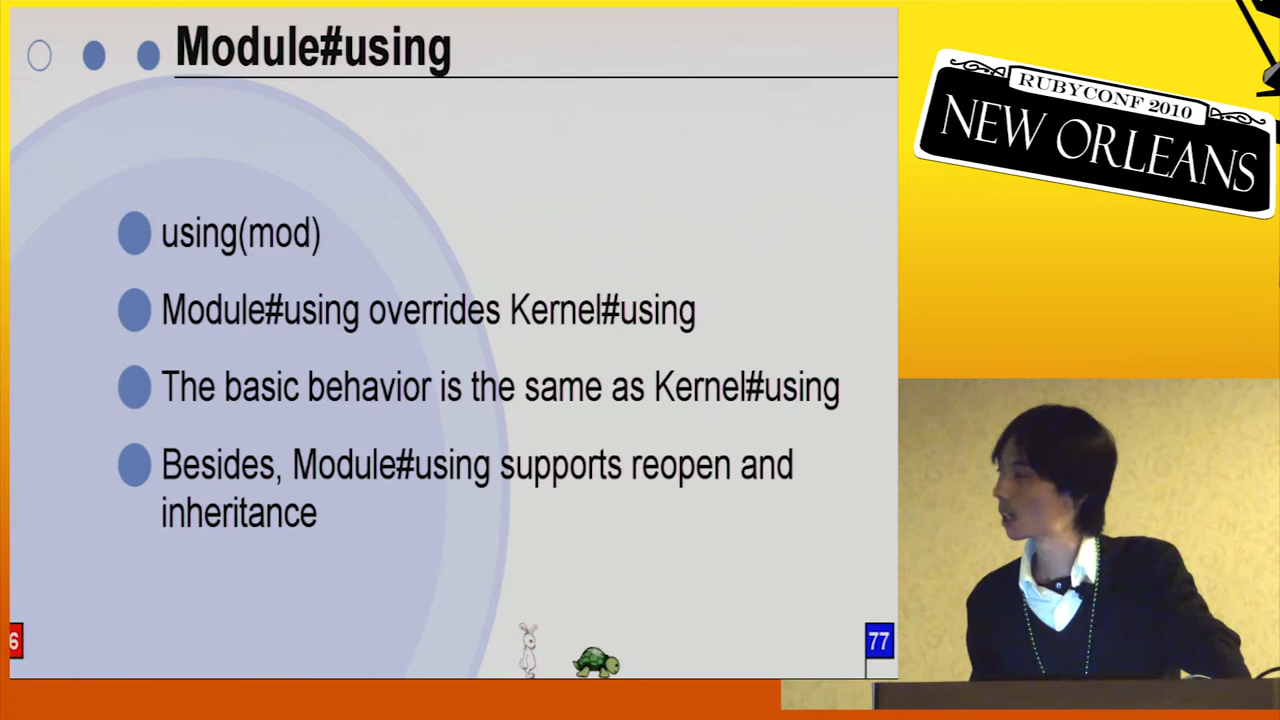 Module#using
using(mod)
Module#using overrides Kernel#using
The basic behavior is the same as Kernel#using
Besides, Module#using supports reopen and
inheritance
6
77
RUBYCONF 2010
NEW ORLEANS